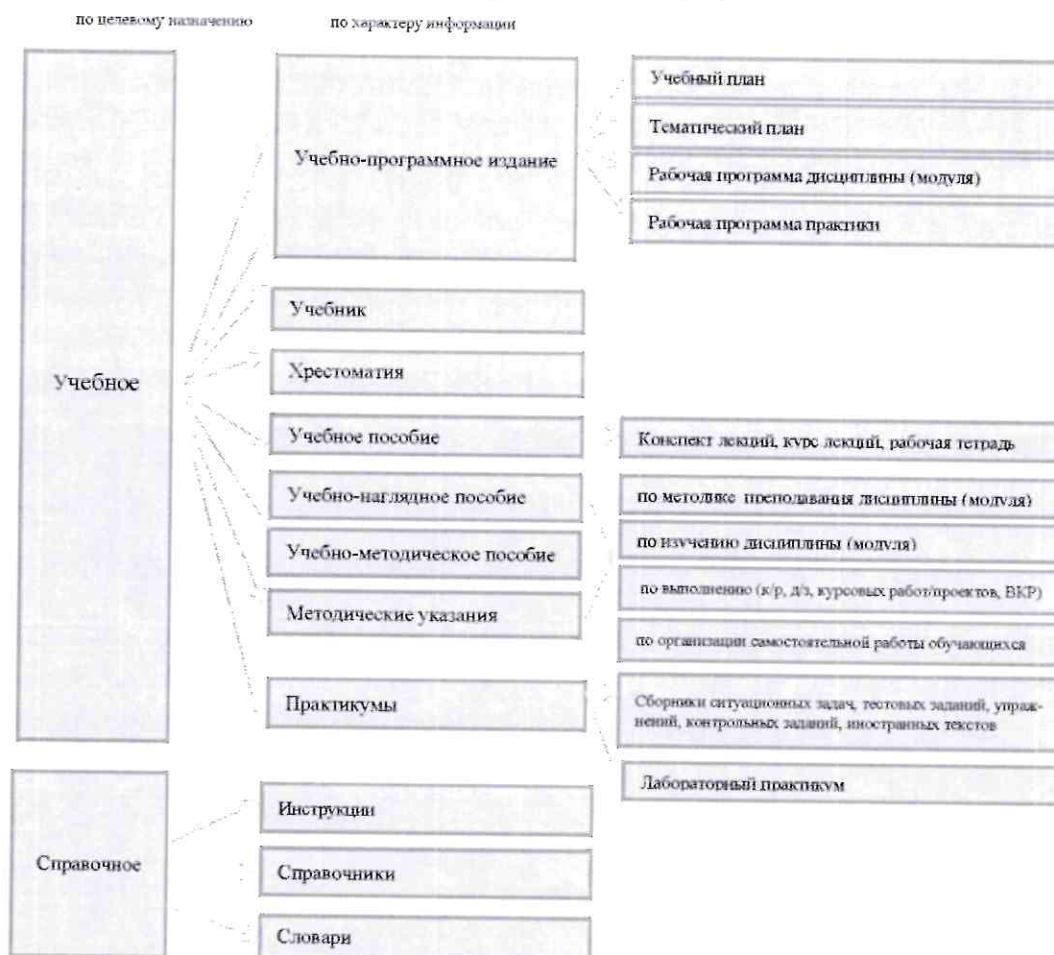 по целевому назначению
по характеру информации
Учебное
Учебно-программное издание
Учебный план
Тематический план
Рабочая программа дисциплины (модуля)
Рабочая программа практики
Учебник
Хрестоматия
Учебное пособие
Конспект лекций, курс лекций, рабочая тетрадь
Учебно-наглядное пособие
по методике преподавания дисциплины (модуля)
Учебно-методическое пособие
по изучению дисциплины (модуля)
Методические указания
по выполнению (к/р, д/з, курсовых работ/проектов, ВКР)
по организации самостоятельной работы обучающихся
Практикумы
Сборники ситуационных задач, тестовых заданий, упраж-
нений, контрольных заданий, иностранных текстов
Лабораторный практикум
Справочное
Инструкции
Справочники
Словари